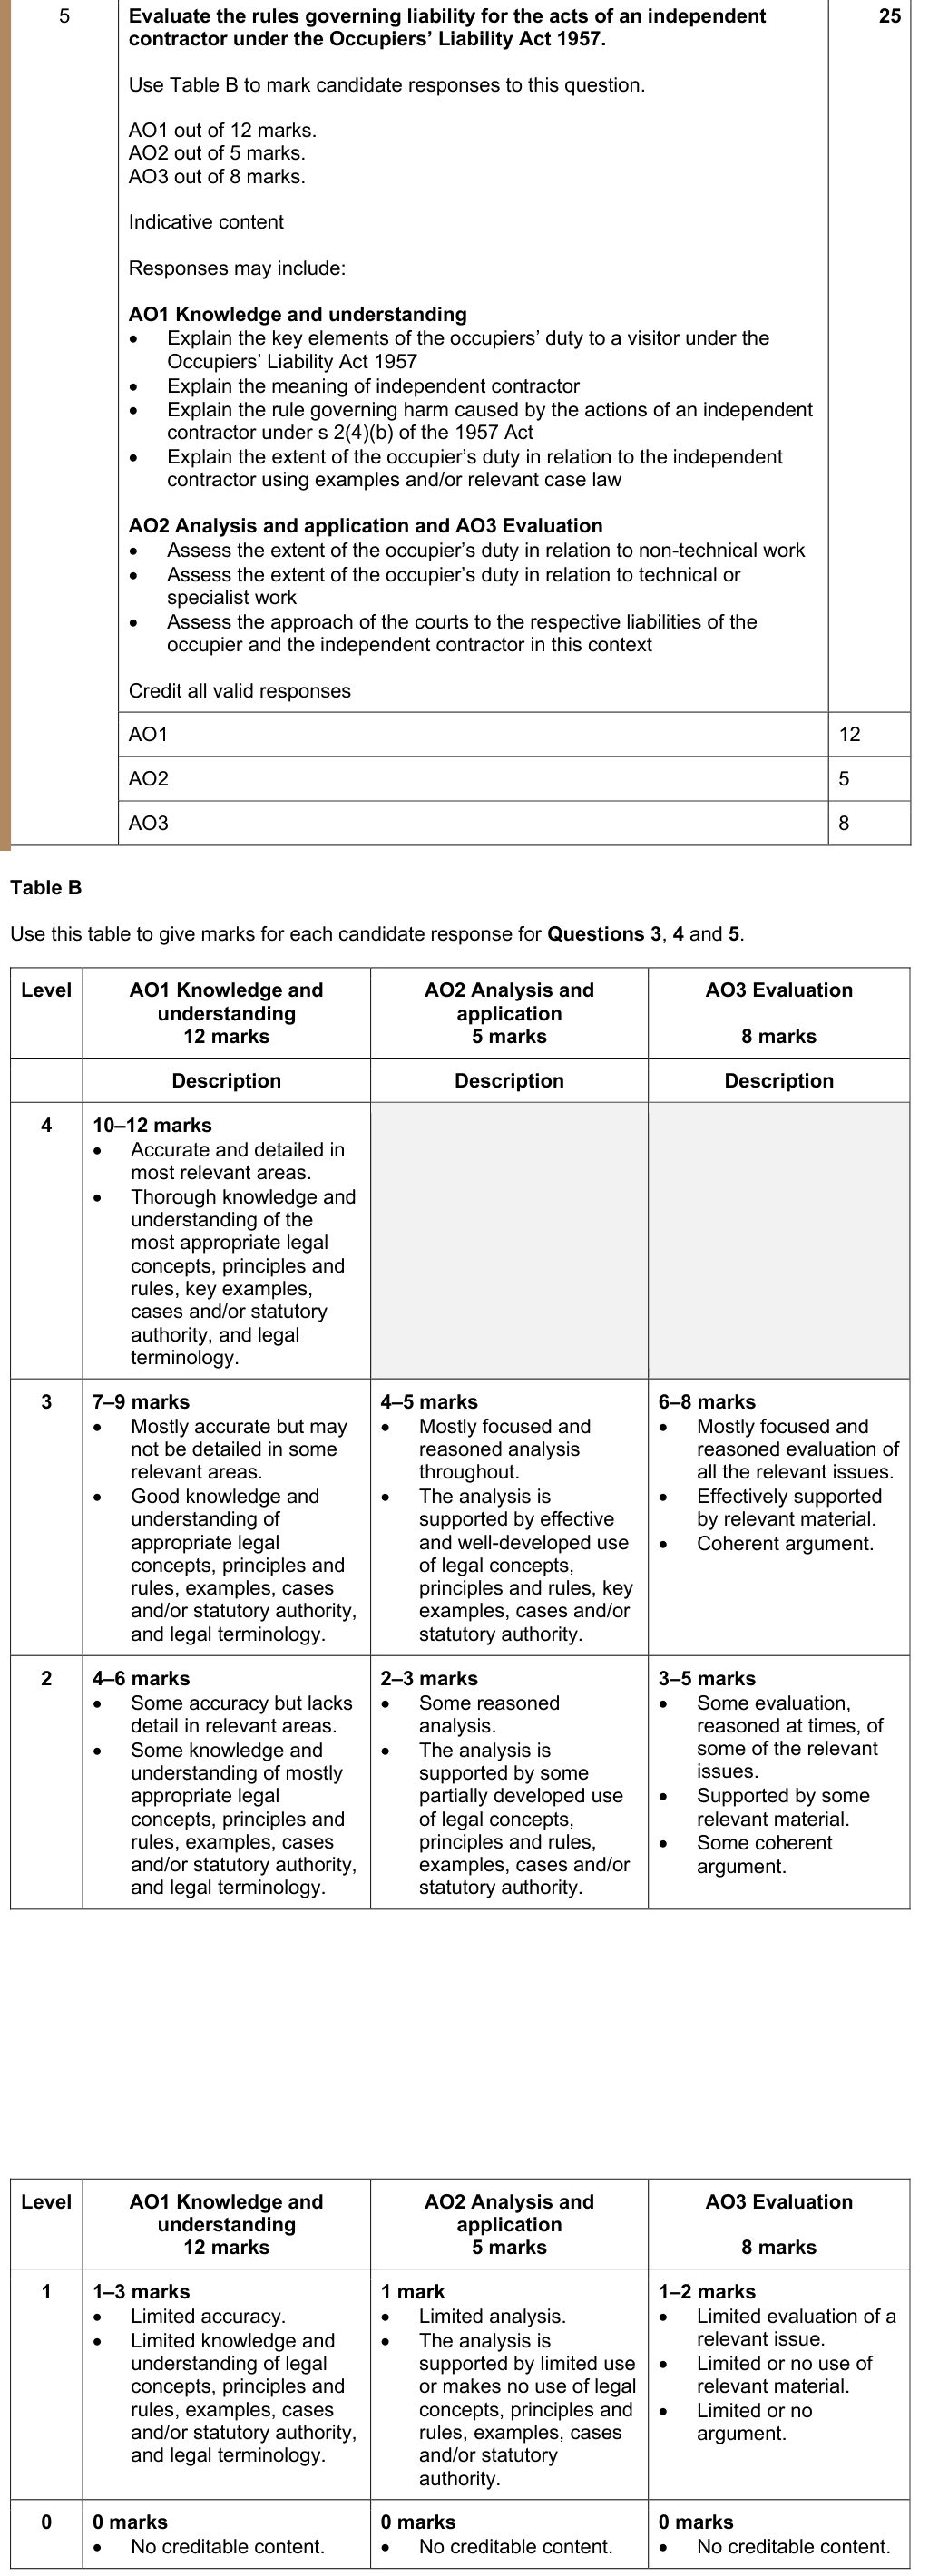 5 Evaluate the rules governing liability for the acts of an independent 25
contractor under the Occupiers’ Liability Act 1957.
Use Table B to mark candidate responses to this question.
AO1 out of 12 marks.
AO2 out of 5 marks.
AO3 out of 8 marks.
Indicative content
Responses may include:
AO1 Knowledge and understanding
• Explain the key elements of the occupiers’ duty to a visitor under the
Occupiers’ Liability Act 1957
• Explain the meaning of independent contractor
• Explain the rule governing harm caused by the actions of an independent
contractor under s 2(4)(b) of the 1957 Act
• Explain the extent of the occupier’s duty in relation to the independent
contractor using examples and/or relevant case law
AO2 Analysis and application and AO3 Evaluation
• Assess the extent of the occupier’s duty in relation to non-technical work
• Assess the extent of the occupier’s duty in relation to technical or
specialist work
• Assess the approach of the courts to the respective liabilities of the
occupier and the independent contractor in this context
Credit all valid responses
AO1 12
AO2 5
AO3 8
Table B
Use this table to give marks for each candidate response for Questions 3, 4 and 5.
Level
AO1 Knowledge and
understanding
12 marks
AO2 Analysis and
application
5 marks
AO3 Evaluation
8 marks
Description
Description
Description
4
10–12 marks
• Accurate and detailed in
most relevant areas.
• Thorough knowledge and
understanding of the
most appropriate legal
concepts, principles and
rules, key examples,
cases and/or statutory
authority, and legal
terminology.
3
7–9 marks
• Mostly accurate but may
not be detailed in some
relevant areas.
• Good knowledge and
understanding of
appropriate legal
concepts, principles and
rules, examples, cases
and/or statutory authority,
and legal terminology.
4–5 marks
• Mostly focused and
reasoned analysis
throughout.
• The analysis is
supported by effective
and well-developed use
of legal concepts,
principles and rules, key
examples, cases and/or
statutory authority.
6–8 marks
• Mostly focused and
reasoned evaluation of
all the relevant issues.
• Effectively supported
by relevant material.
• Coherent argument.
2
4–6 marks
• Some accuracy but lacks
detail in relevant areas.
• Some knowledge and
understanding of mostly
appropriate legal
concepts, principles and
rules, examples, cases
and/or statutory authority,
and legal terminology.
2–3 marks
• Some reasoned
analysis.
• The analysis is
supported by some
partially developed use
of legal concepts,
principles and rules,
examples, cases and/or
statutory authority.
3–5 marks
• Some evaluation,
reasoned at times, of
some of the relevant
issues.
• Supported by some
relevant material.
• Some coherent
argument.
Level
AO1 Knowledge and
understanding
12 marks
AO2 Analysis and
application
5 marks
AO3 Evaluation
8 marks
1
1–3 marks
• Limited accuracy.
• Limited knowledge and
understanding of legal
concepts, principles and
rules, examples, cases
and/or statutory authority,
and legal terminology.
1 mark
• Limited analysis.
• The analysis is
supported by limited use
or makes no use of legal
concepts, principles and
rules, examples, cases
and/or statutory
authority.
1–2 marks
• Limited evaluation of a
relevant issue.
• Limited or no use of
relevant material.
• Limited or no
argument.
0
0 marks
• No creditable content.
0 marks
• No creditable content.
0 marks
• No creditable content.